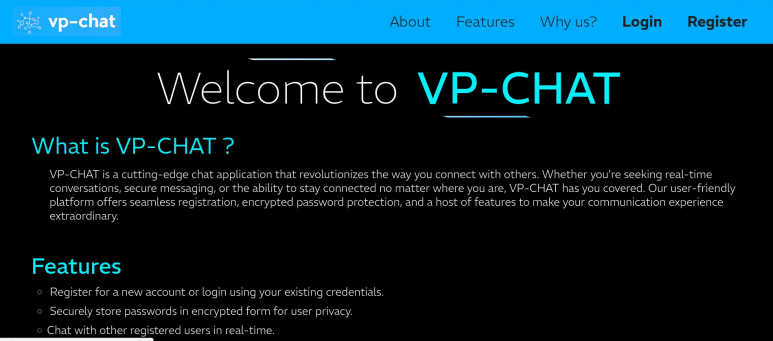 vp-chat
About Features Why us? Login Register
Welcome to VP-CHAT
What is VP-CHAT ?
VP-CHAT is a cutting-edge chat application that revolutionizes the way you connect with others. Whether you're seeking real-time
conversations, secure messaging, or the ability to stay connected no matter where you are, VP-CHAT has you covered. Our user-friendly
platform offers seamless registration, encrypted password protection, and a host of features to make your communication experience
extraordinary.
Features
Register for a new account or login using your existing credentials.
Securely store passwords in encrypted form for user privacy.
Chat with other registered users in real-time.